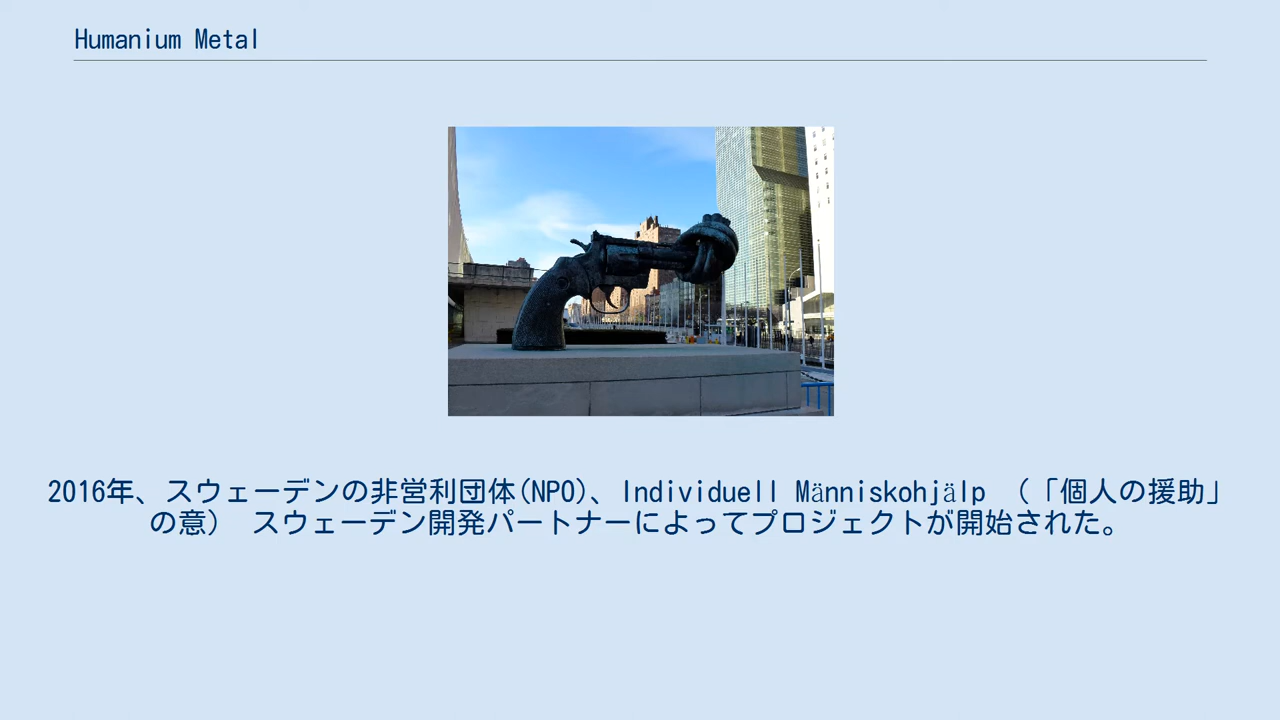 Humanium Metal
2016年、スウェーデンの非営利団体(NPO)、Individuell Människohjälp （「個人の援助」
の意） スウェーデン開発パートナーによってプロジェクトが開始された。